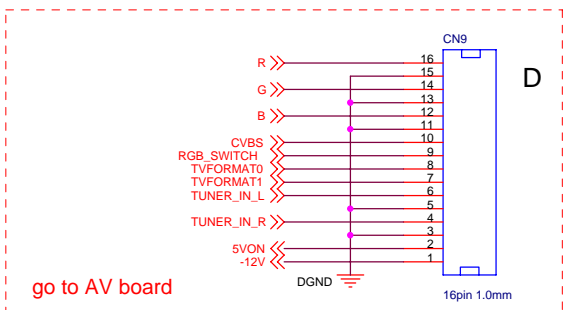 CN9
D
R 16
15
G 14
13
B 12
11
CVBS 10
RGB_SWITCH 9
TVFORMAT0 8
TVFORMAT1 7
TUNER_IN_L 6
5
TUNER_IN_R 4
3
5VON 2
-12V 1
DGND
go to AV board
16pin 1.0mm